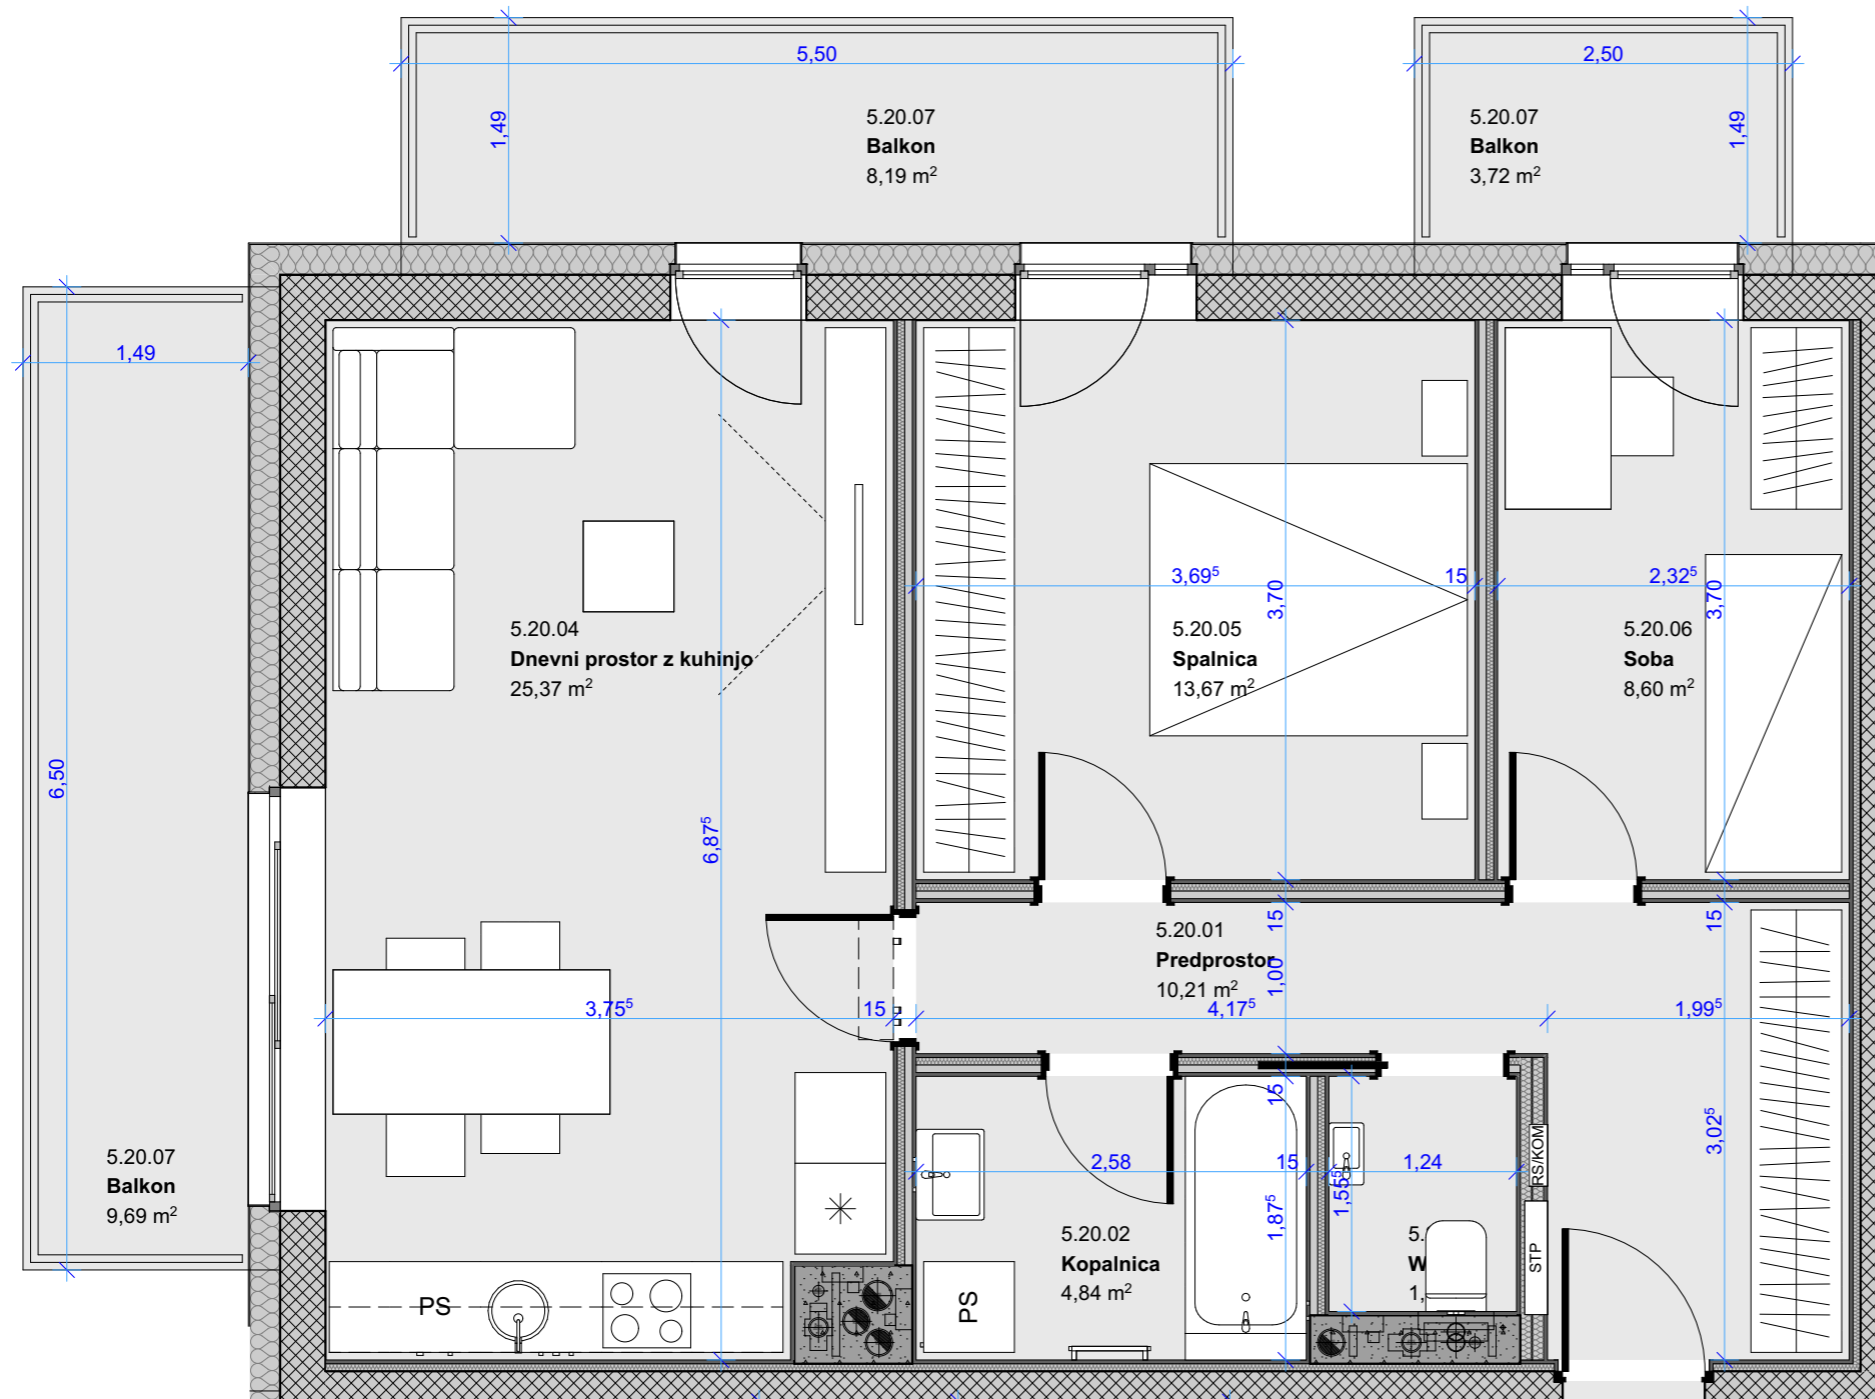 5,50
2,50
1,49
1,49
5.20.07
Balkon
8,19 m²
5.20.07
Balkon
3,72 m²
1,49
6,50
3,69⁵
15
2,32⁵
3,70
3,70
5.20.04
Dnevni prostor z kuhinjo
25,37 m²
5.20.05
Spalnica
13,67 m²
5.20.06
Soba
8,60 m²
6,87⁵
15
15
5.20.01
Predprostor
10,21 m²
1,00
3,75⁵
15
4,17⁵
1,99⁵
15
3,02⁵
RS/KOM
2,58
15
1,24
1,55⁵
1,87⁵
5.20.07
Balkon
9,69 m²
5.20.02
Kopalnica
4,84 m²
5.
W
1,
STP
PS
PS